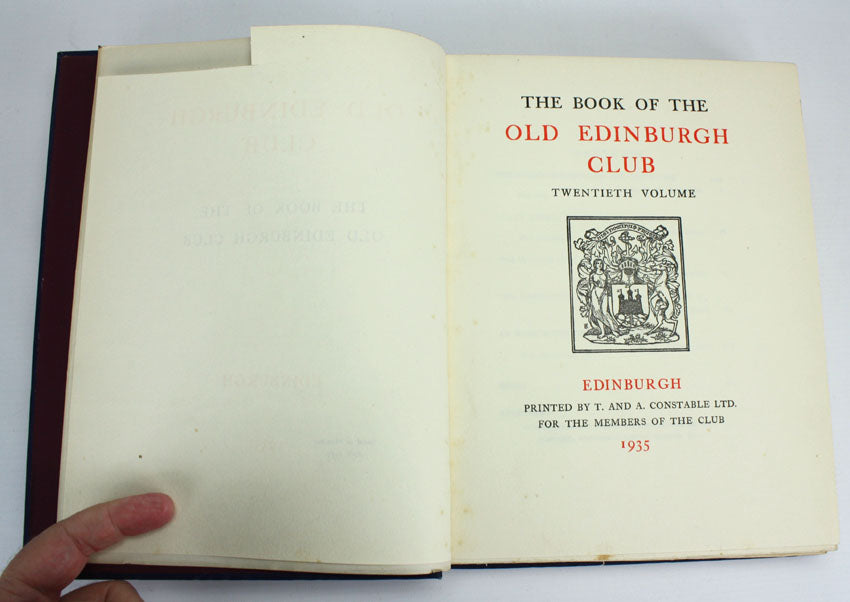 THE BOOK OF THE
OLD EDINBURGH
CLUB
TWENTIETH VOLUME
EDINBURGH
PRINTED BY T. AND A. CONSTABLE LTD.
FOR THE MEMBERS OF THE CLUB
1935